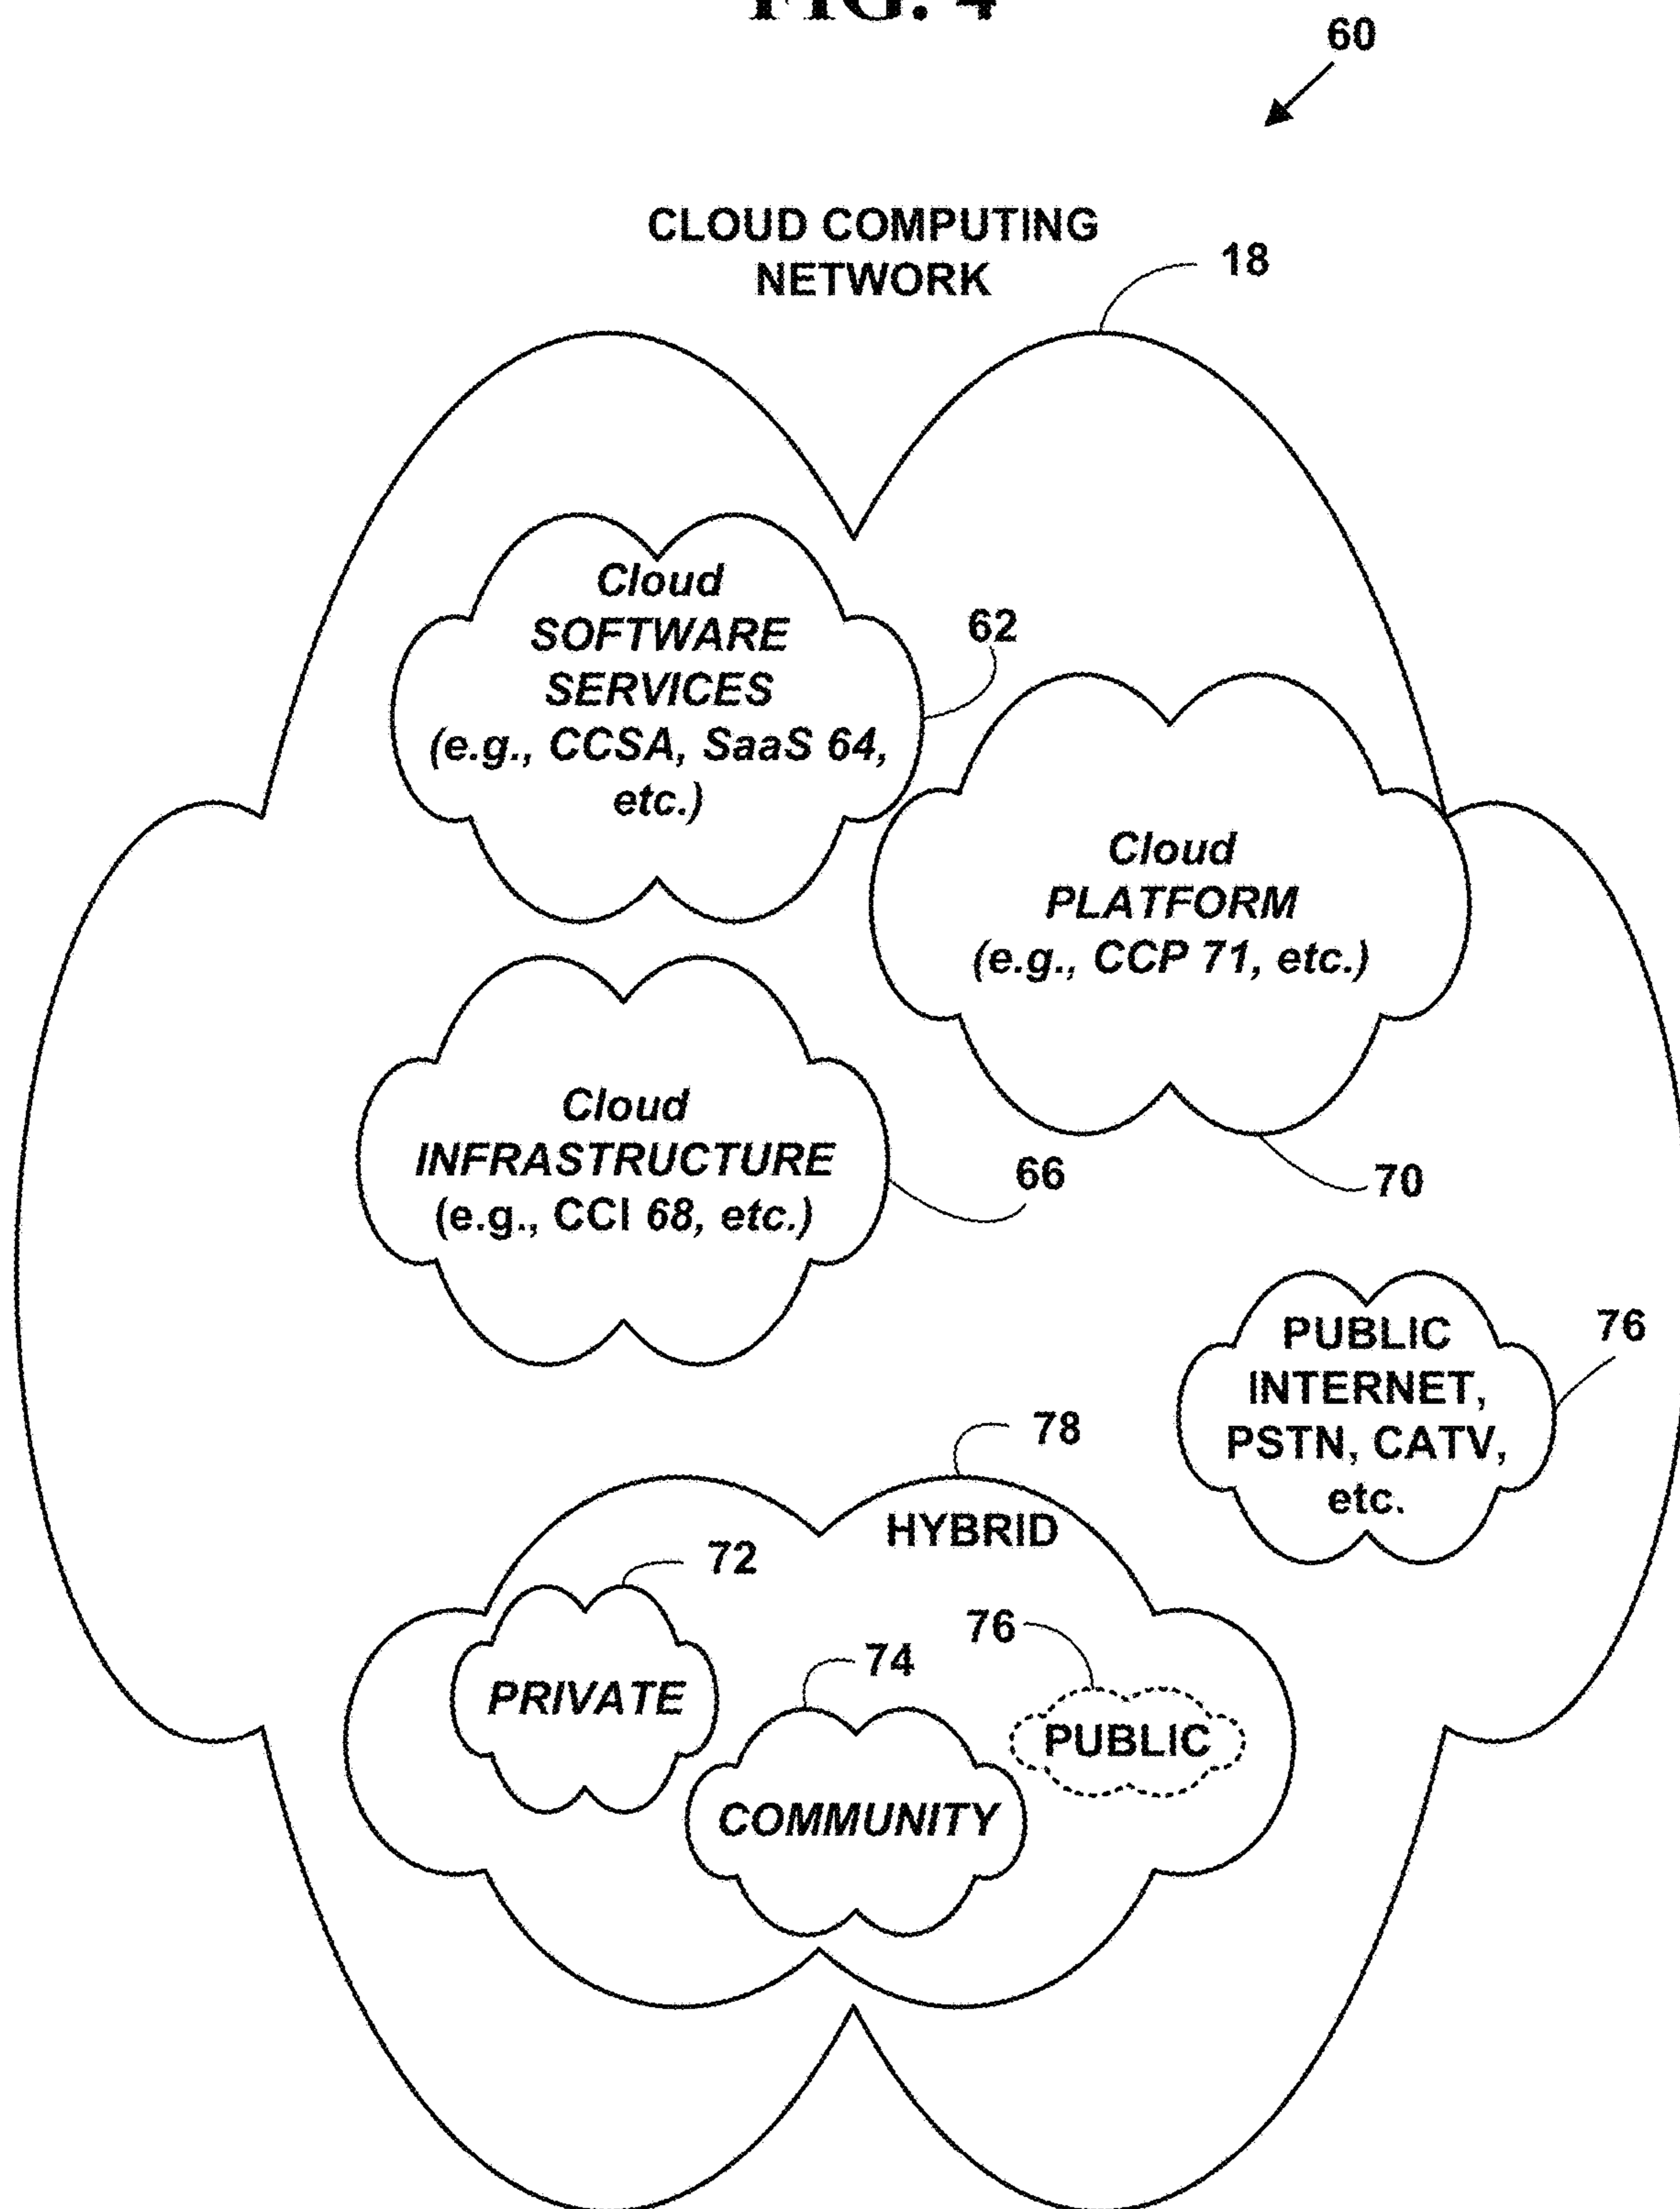 FIG. 4
60
CLOUD COMPUTING
NETWORK
18
Cloud
SOFTWARE
SERVICES
(e.g., CCSA, SaaS 64,
etc.)
62
Cloud
PLATFORM
(e.g., CCP 71, etc.)
70
Cloud
INFRASTRUCTURE
(e.g., CCI 68, etc.)
66
PUBLIC
INTERNET,
PSTN, CATV,
etc.
76
78
HYBRID
72
PRIVATE
74
COMMUNITY
76
PUBLIC